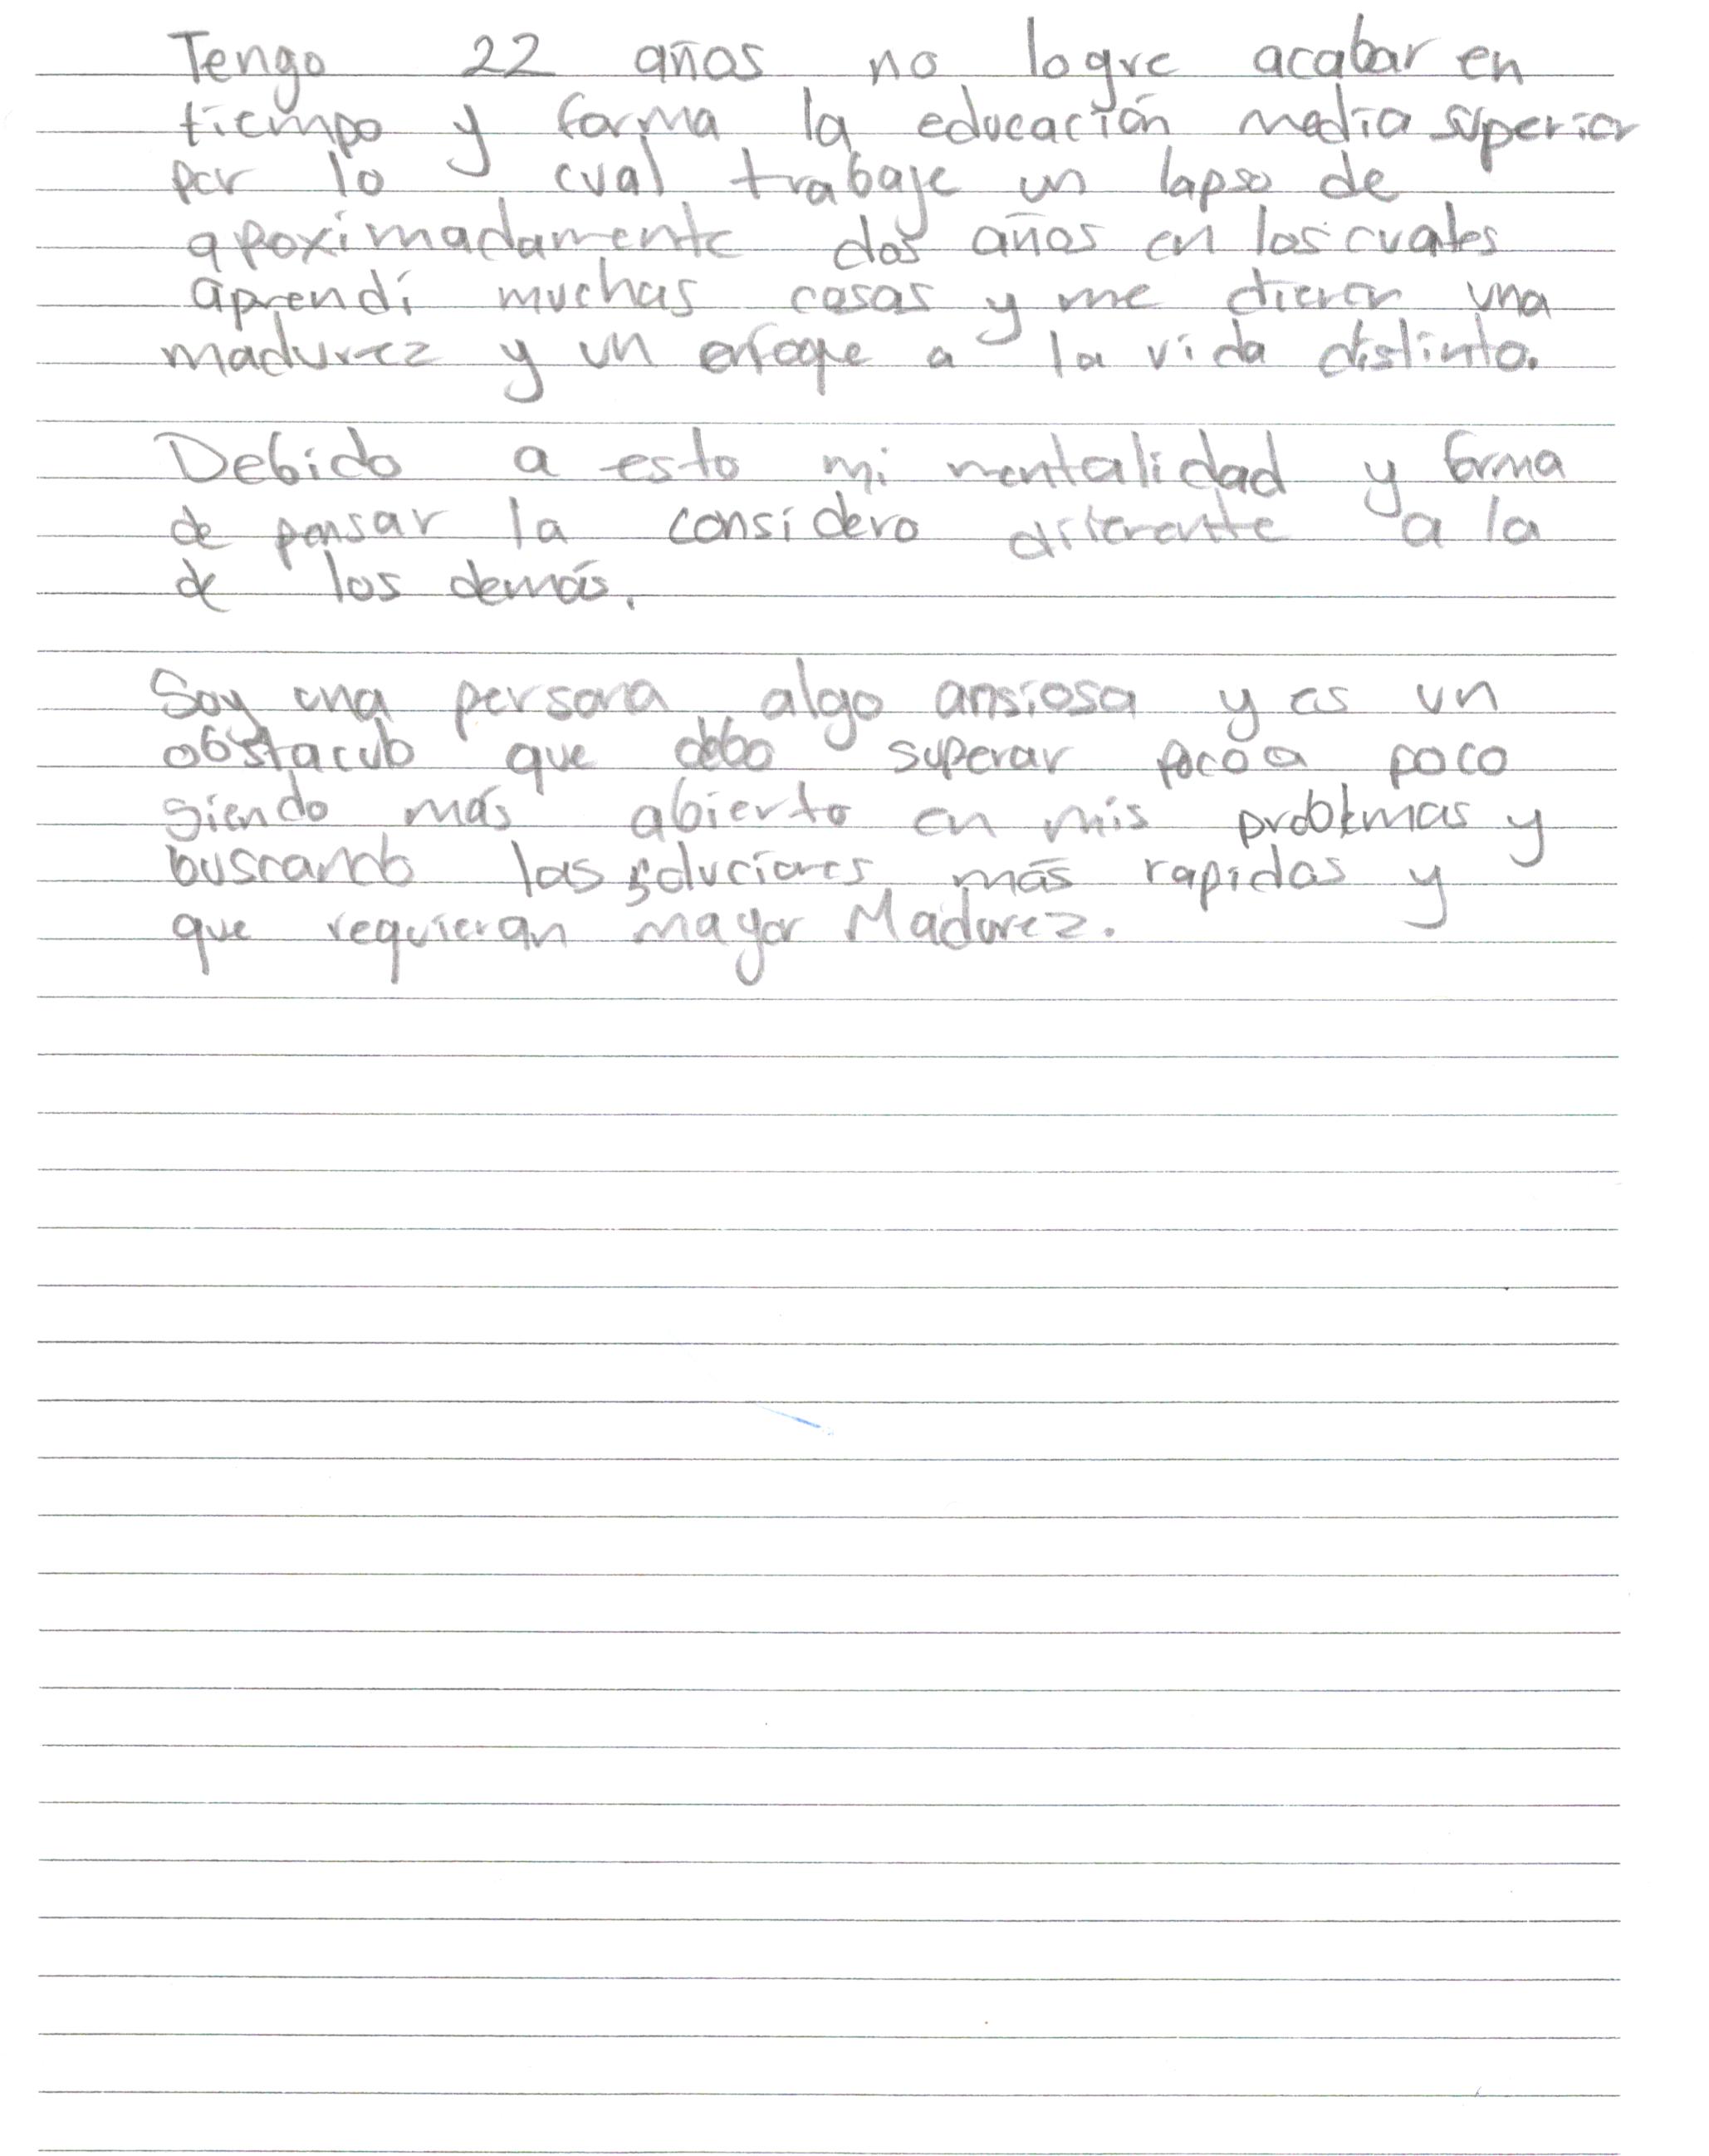 Tengo 22 años no logre acabar en
tiempo y forma la educación media superior
por lo cual trabaje un lapso de
apoximadamente dos años en los cuales
aprendí muchas cosas y me dieron una
madurez y un enfoqe a la vida distinto.
Debido a esto mi mentalidad y forma
de pensar la considero diferente a la
de los demás.
Soy una persona algo ansiosa y es un
obstaculo que debo superar poco a poco
siendo más abierto en mis problemas y
buscando las soluciones más rapidas y
que requieran mayor Madurez.